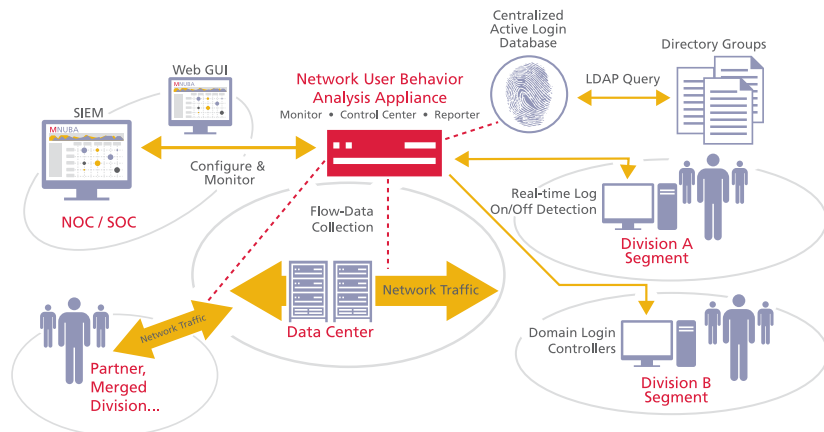 Centralized
Active Login
Database
Directory Groups
LDAP Query
Web GUI
MNUBA
SIEM
MNUBA
Network User Behavior
Analysis Appliance
Monitor • Control Center • Reporter
Configure &
Monitor
NOC / SOC
Real-time Log
On/Off Detection
Division A
Segment
Flow-Data
Collection
Network Traffic
Data Center
Network Traffic
Partner,
Merged
Division...
Domain Login
Controllers
Division B
Segment